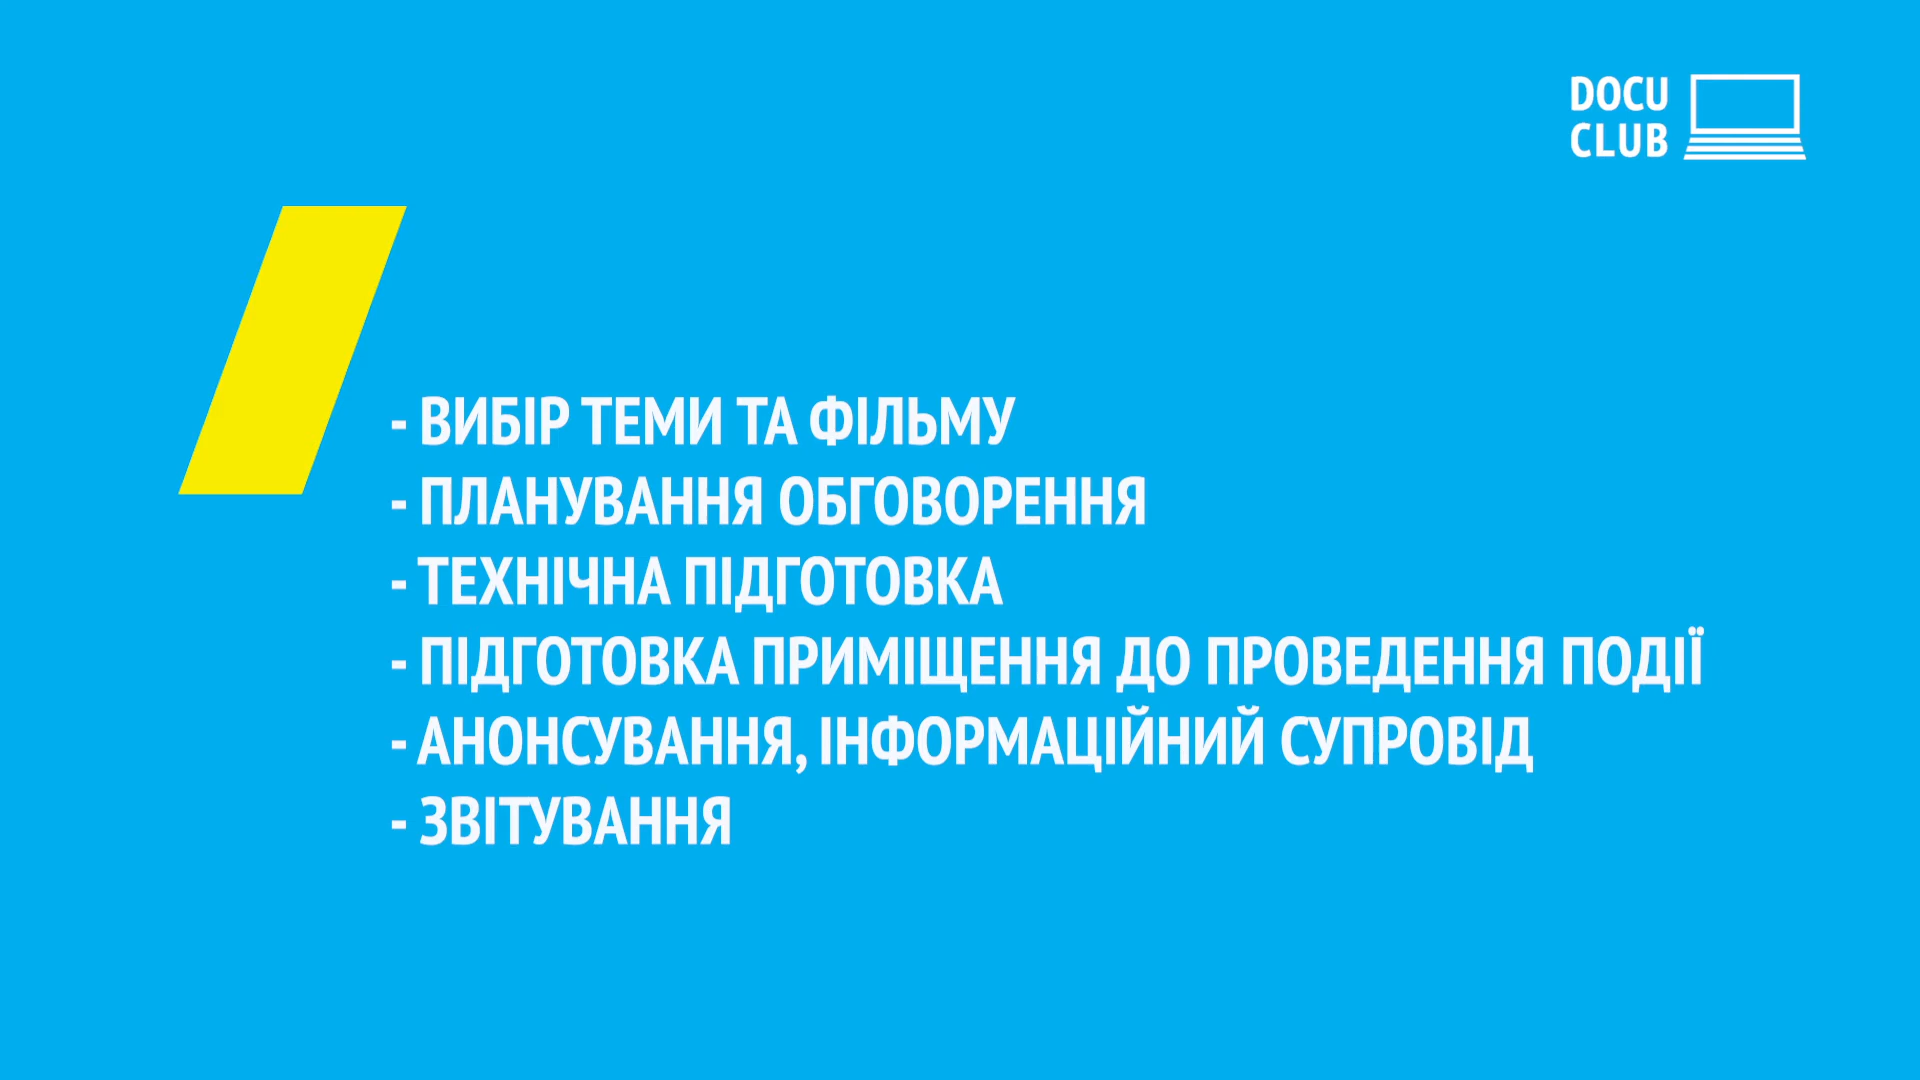 DOCU
CLUB
- ВИБІР ТЕМИ ТА ФІЛЬМУ
- ПЛАНУВАННЯ ОБГОВОРЕННЯ
- ТЕХНІЧНА ПІДГОТОВКА
- ПІДГОТОВКА ПРИМІЩЕННЯ ДО ПРОВЕДЕННЯ ПОДІЇ
- АНОНСУВАННЯ, ІНФОРМАЦІЙНИЙ СУПРОВІД
- ЗВІТУВАННЯ